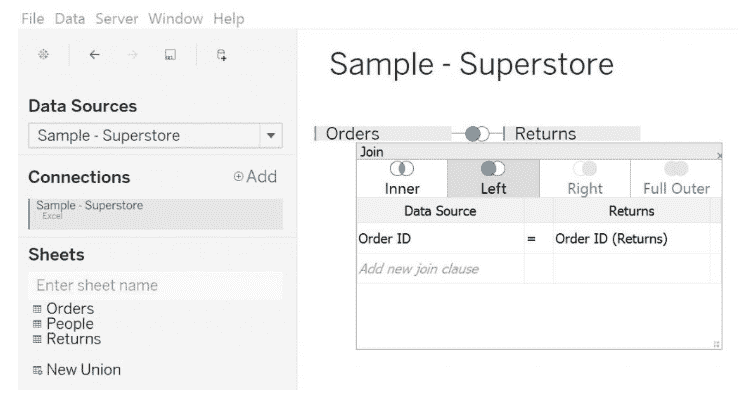 File Data Server Window Help
Sample - Superstore
Data Sources
Sample - Superstore
Connections
Add
Sample - Superstore
Excel
Sheets
Enter sheet name
Orders
People
Returns
New Union
Orders
Returns
Join
Inner Left Right Full Outer
Data Source Returns
Order ID = Order ID (Returns)
Add new join clause